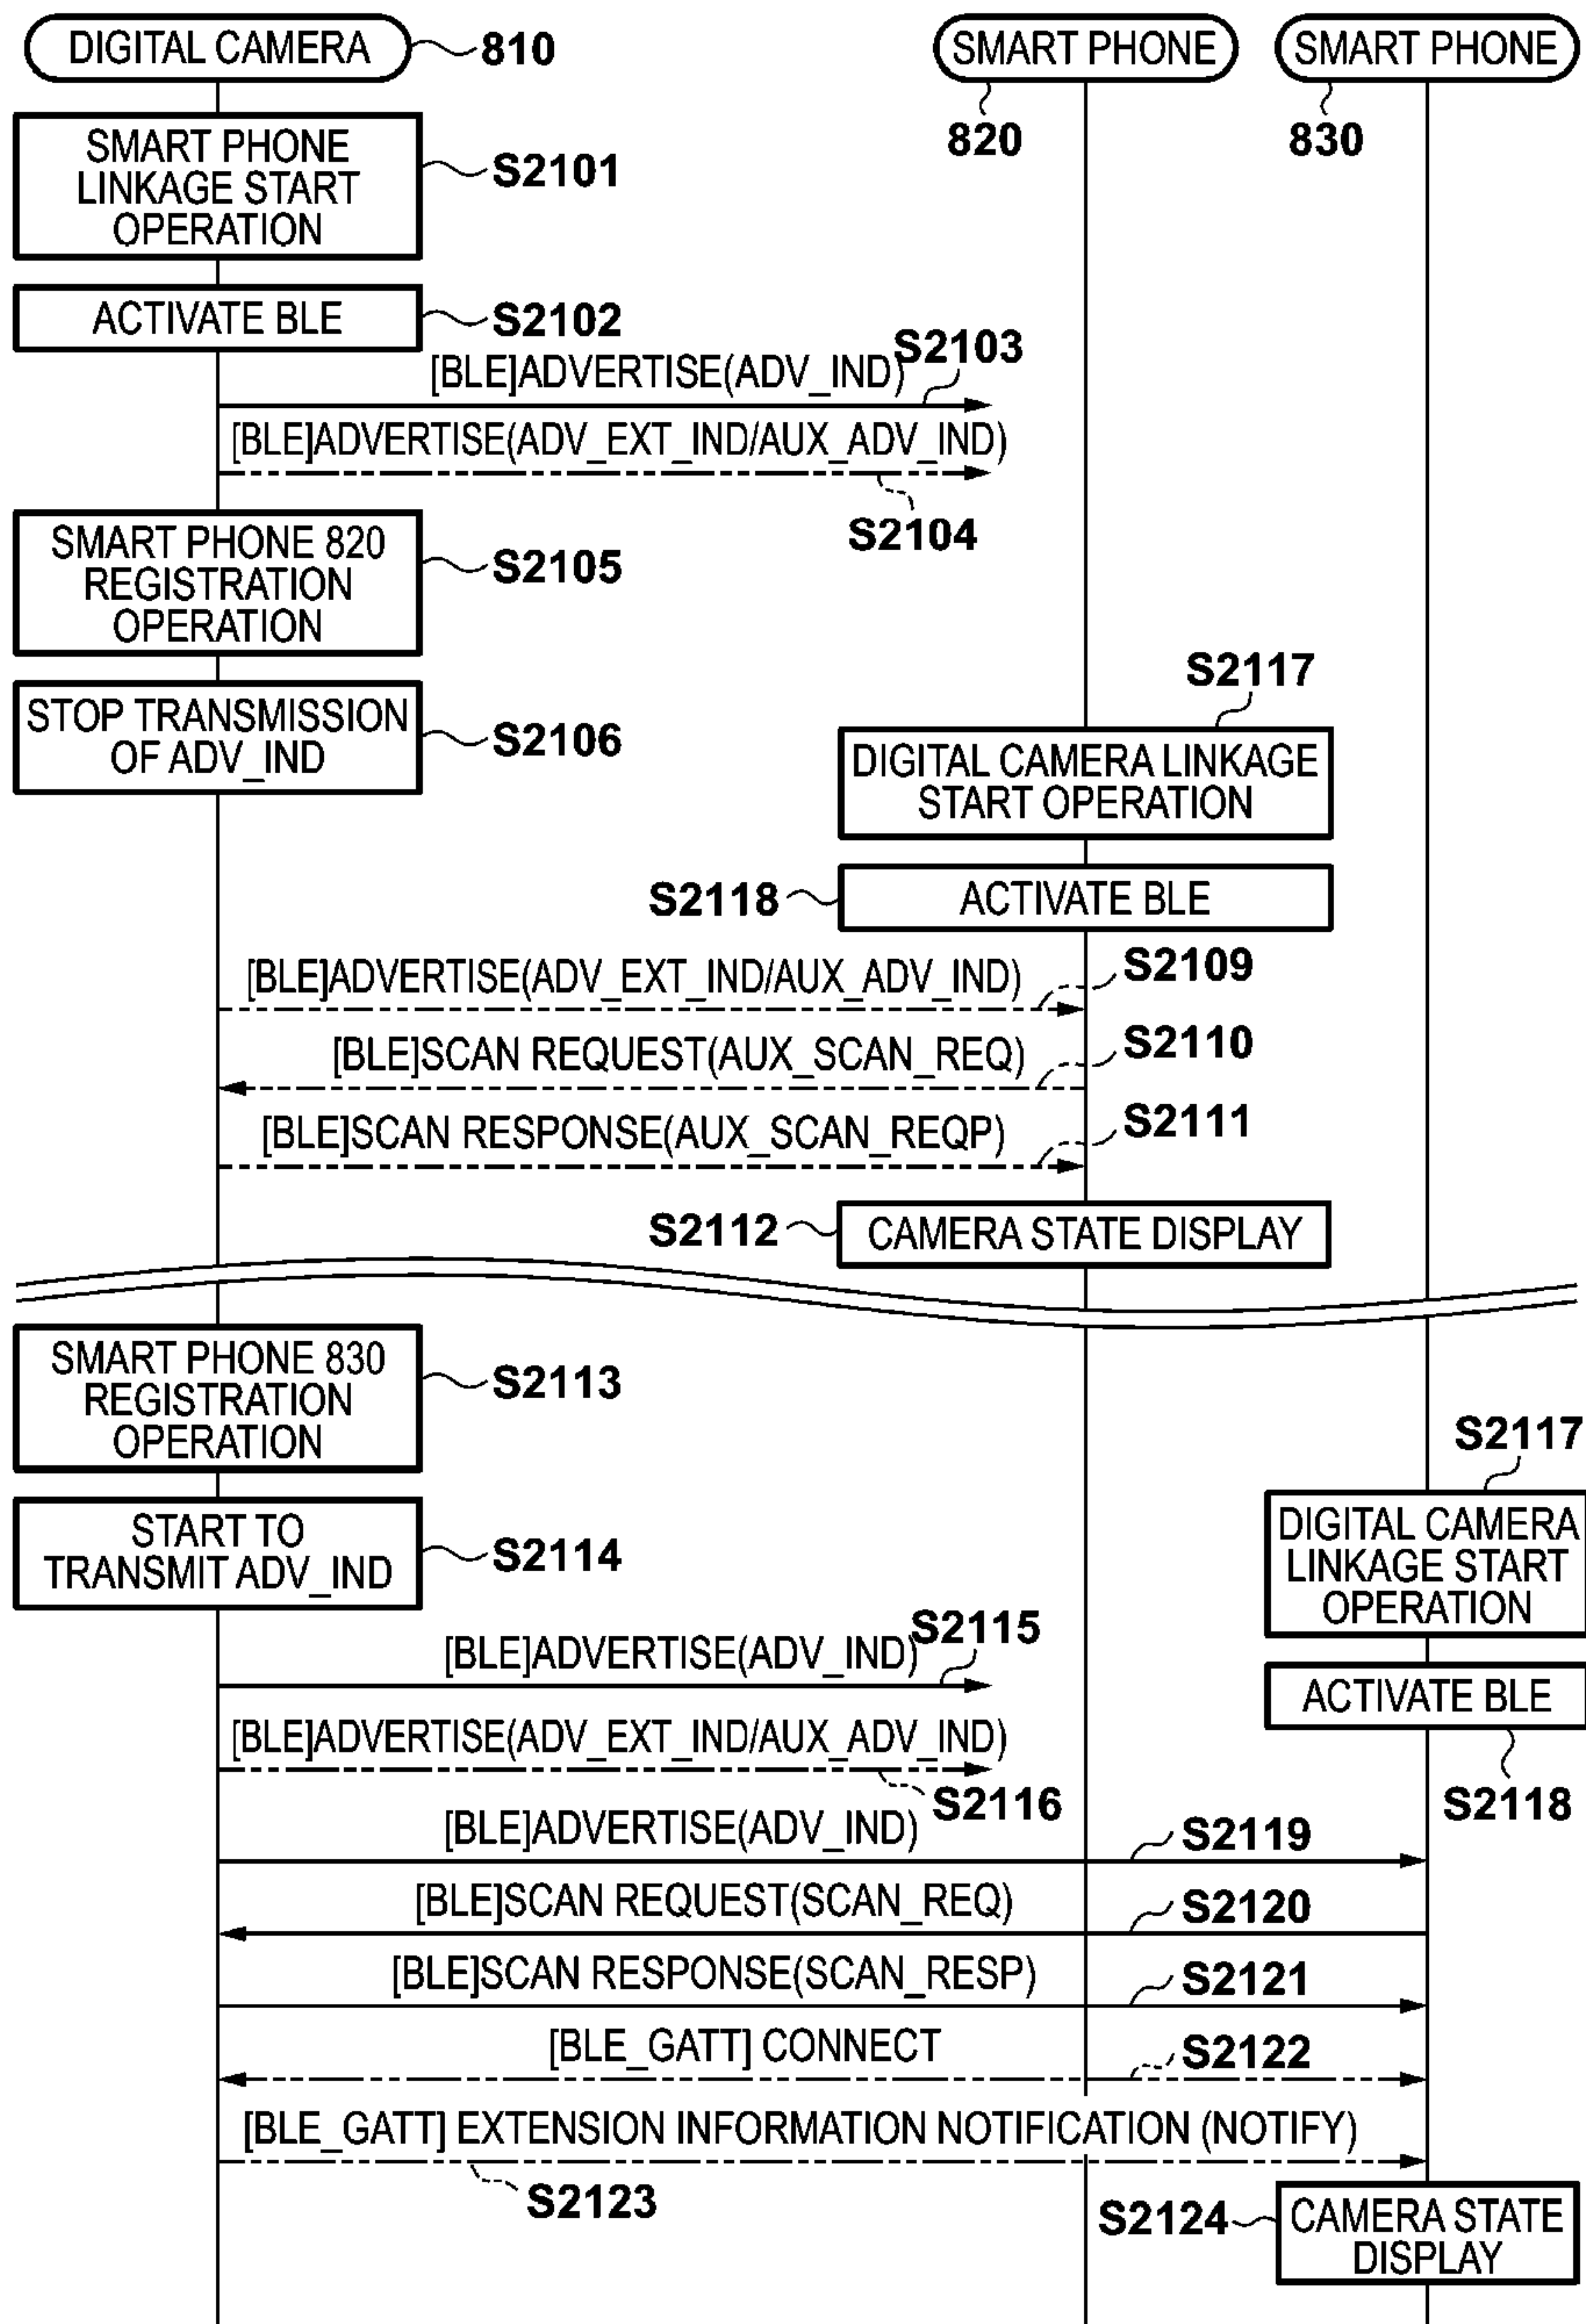 DIGITAL CAMERA
810
SMART PHONE
820
SMART PHONE
830
SMART PHONE
LINKAGE START
OPERATION
S2101
ACTIVATE BLE
S2102
[BLE]ADVERTISE(ADV_IND)
S2103
[BLE]ADVERTISE(ADV_EXT_IND/AUX_ADV_IND)
S2104
SMART PHONE 820
REGISTRATION
OPERATION
S2105
STOP TRANSMISSION
OF ADV_IND
S2106
S2117
DIGITAL CAMERA LINKAGE
START OPERATION
S2118
ACTIVATE BLE
[BLE]ADVERTISE(ADV_EXT_IND/AUX_ADV_IND)
S2109
[BLE]SCAN REQUEST(AUX_SCAN_REQ)
S2110
[BLE]SCAN RESPONSE(AUX_SCAN_REQP)
S2111
S2112
CAMERA STATE DISPLAY
SMART PHONE 830
REGISTRATION
OPERATION
S2113
S2117
DIGITAL CAMERA
LINKAGE START
OPERATION
START TO
TRANSMIT ADV_IND
S2114
[BLE]ADVERTISE(ADV_IND)
S2115
ACTIVATE BLE
S2118
[BLE]ADVERTISE(ADV_EXT_IND/AUX_ADV_IND)
S2116
[BLE]ADVERTISE(ADV_IND)
S2119
[BLE]SCAN REQUEST(SCAN_REQ)
S2120
[BLE]SCAN RESPONSE(SCAN_RESP)
S2121
[BLE_GATT] CONNECT
S2122
[BLE_GATT] EXTENSION INFORMATION NOTIFICATION (NOTIFY)
S2123
S2124
CAMERA STATE
DISPLAY